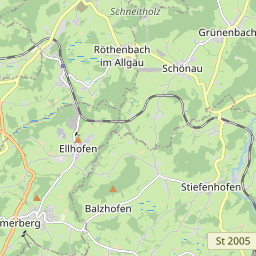 Schneitholz
Grünenbach
Röthenbach
im Allgäu
Schönau
Ellhofen
Stiefenhofen
Balzhofen
merberg
St 2005